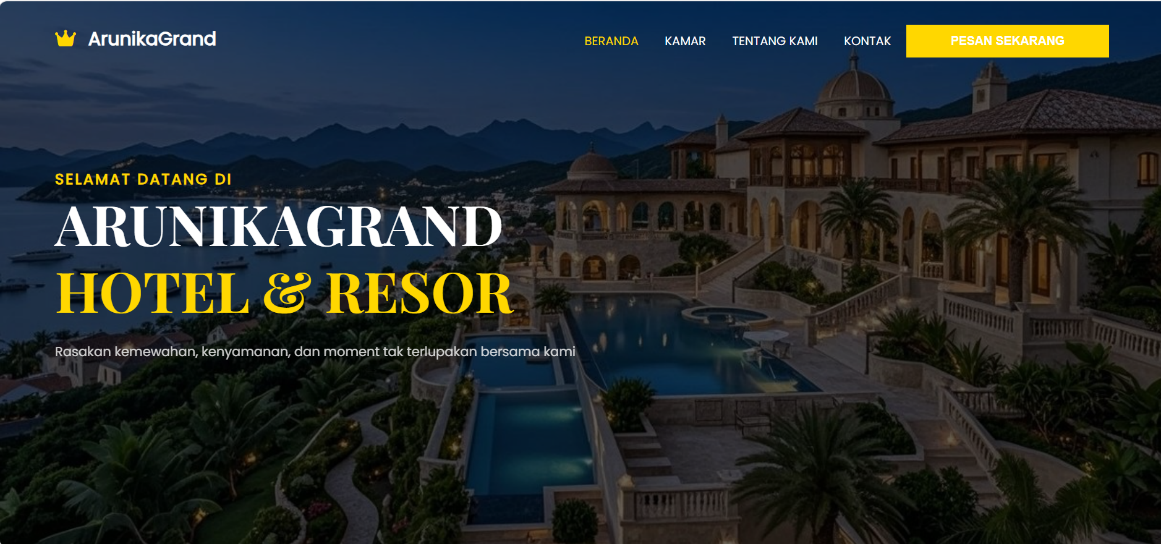 ArunikaGrand
BERANDA KAMAR TENTANG KAMI KONTAK PESAN SEKARANG
SELAMAT DATANG DI
ARUNIKAGRAND
HOTEL & RESOR
Rasakan kemewahan, kenyamanan, dan moment tak terlupakan bersama kami